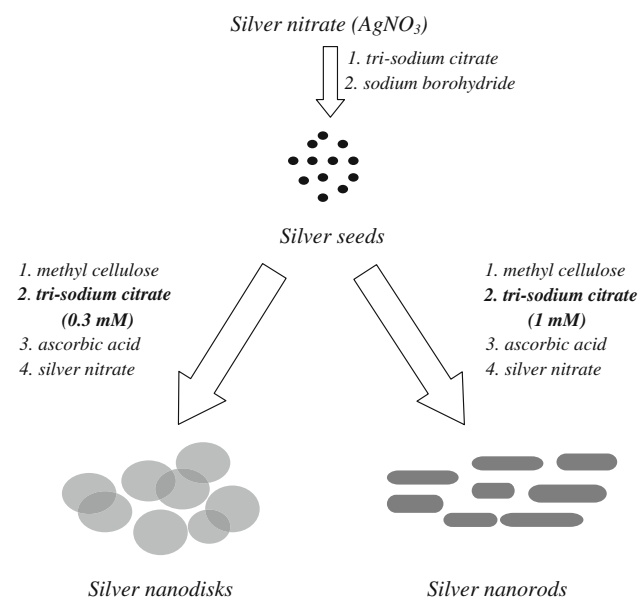 Silver nitrate (AgNO₃)
1. tri-sodium citrate
2. sodium borohydride
Silver seeds
1. methyl cellulose
2. tri-sodium citrate
(0.3 mM)
3. ascorbic acid
4. silver nitrate
1. methyl cellulose
2. tri-sodium citrate
(1 mM)
3. ascorbic acid
4. silver nitrate
Silver nanodisks
Silver nanorods